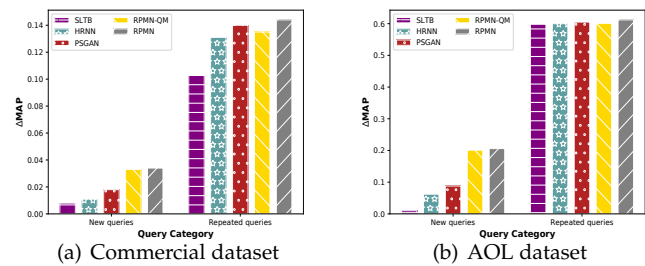 0.14
0.12
0.10
0.08
0.06
0.04
0.02
0.00
ΔMAP
SLTB
HRNN
PSGAN
RPMN-QM
RPMN
New queries
Repeated queries
Query Category
(a) Commercial dataset
0.6
0.5
0.4
0.3
0.2
0.1
0.0
ΔMAP
SLTB
HRNN
PSGAN
RPMN-QM
RPMN
New queries
Repeated queries
Query Category
(b) AOL dataset